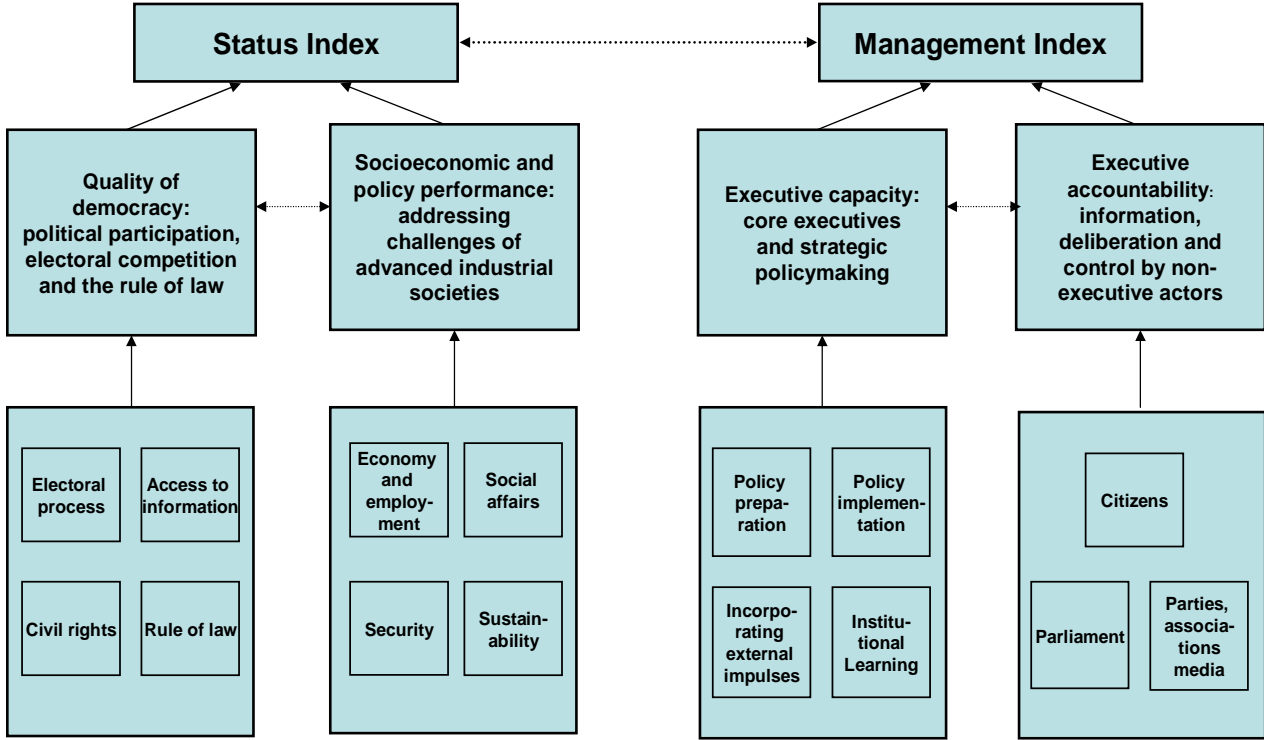 Status Index
Management Index
Quality of
democracy:
political participation,
electoral competition
and the rule of law
Socioeconomic and
policy performance:
addressing
challenges of
advanced industrial
societies
Executive capacity:
core executives
and strategic
policymaking
Executive
accountability:
information,
deliberation and
control by non-
executive actors
Electoral
process
Access to
information
Civil rights
Rule of law
Economy
and
employ-
ment
Social
affairs
Security
Sustain-
ability
Policy
prepa-
ration
Policy
implemen-
tation
Incorpo-
rating
external
impulses
Institu-
tional
Learning
Citizens
Parliament
Parties,
associa-
tions
media